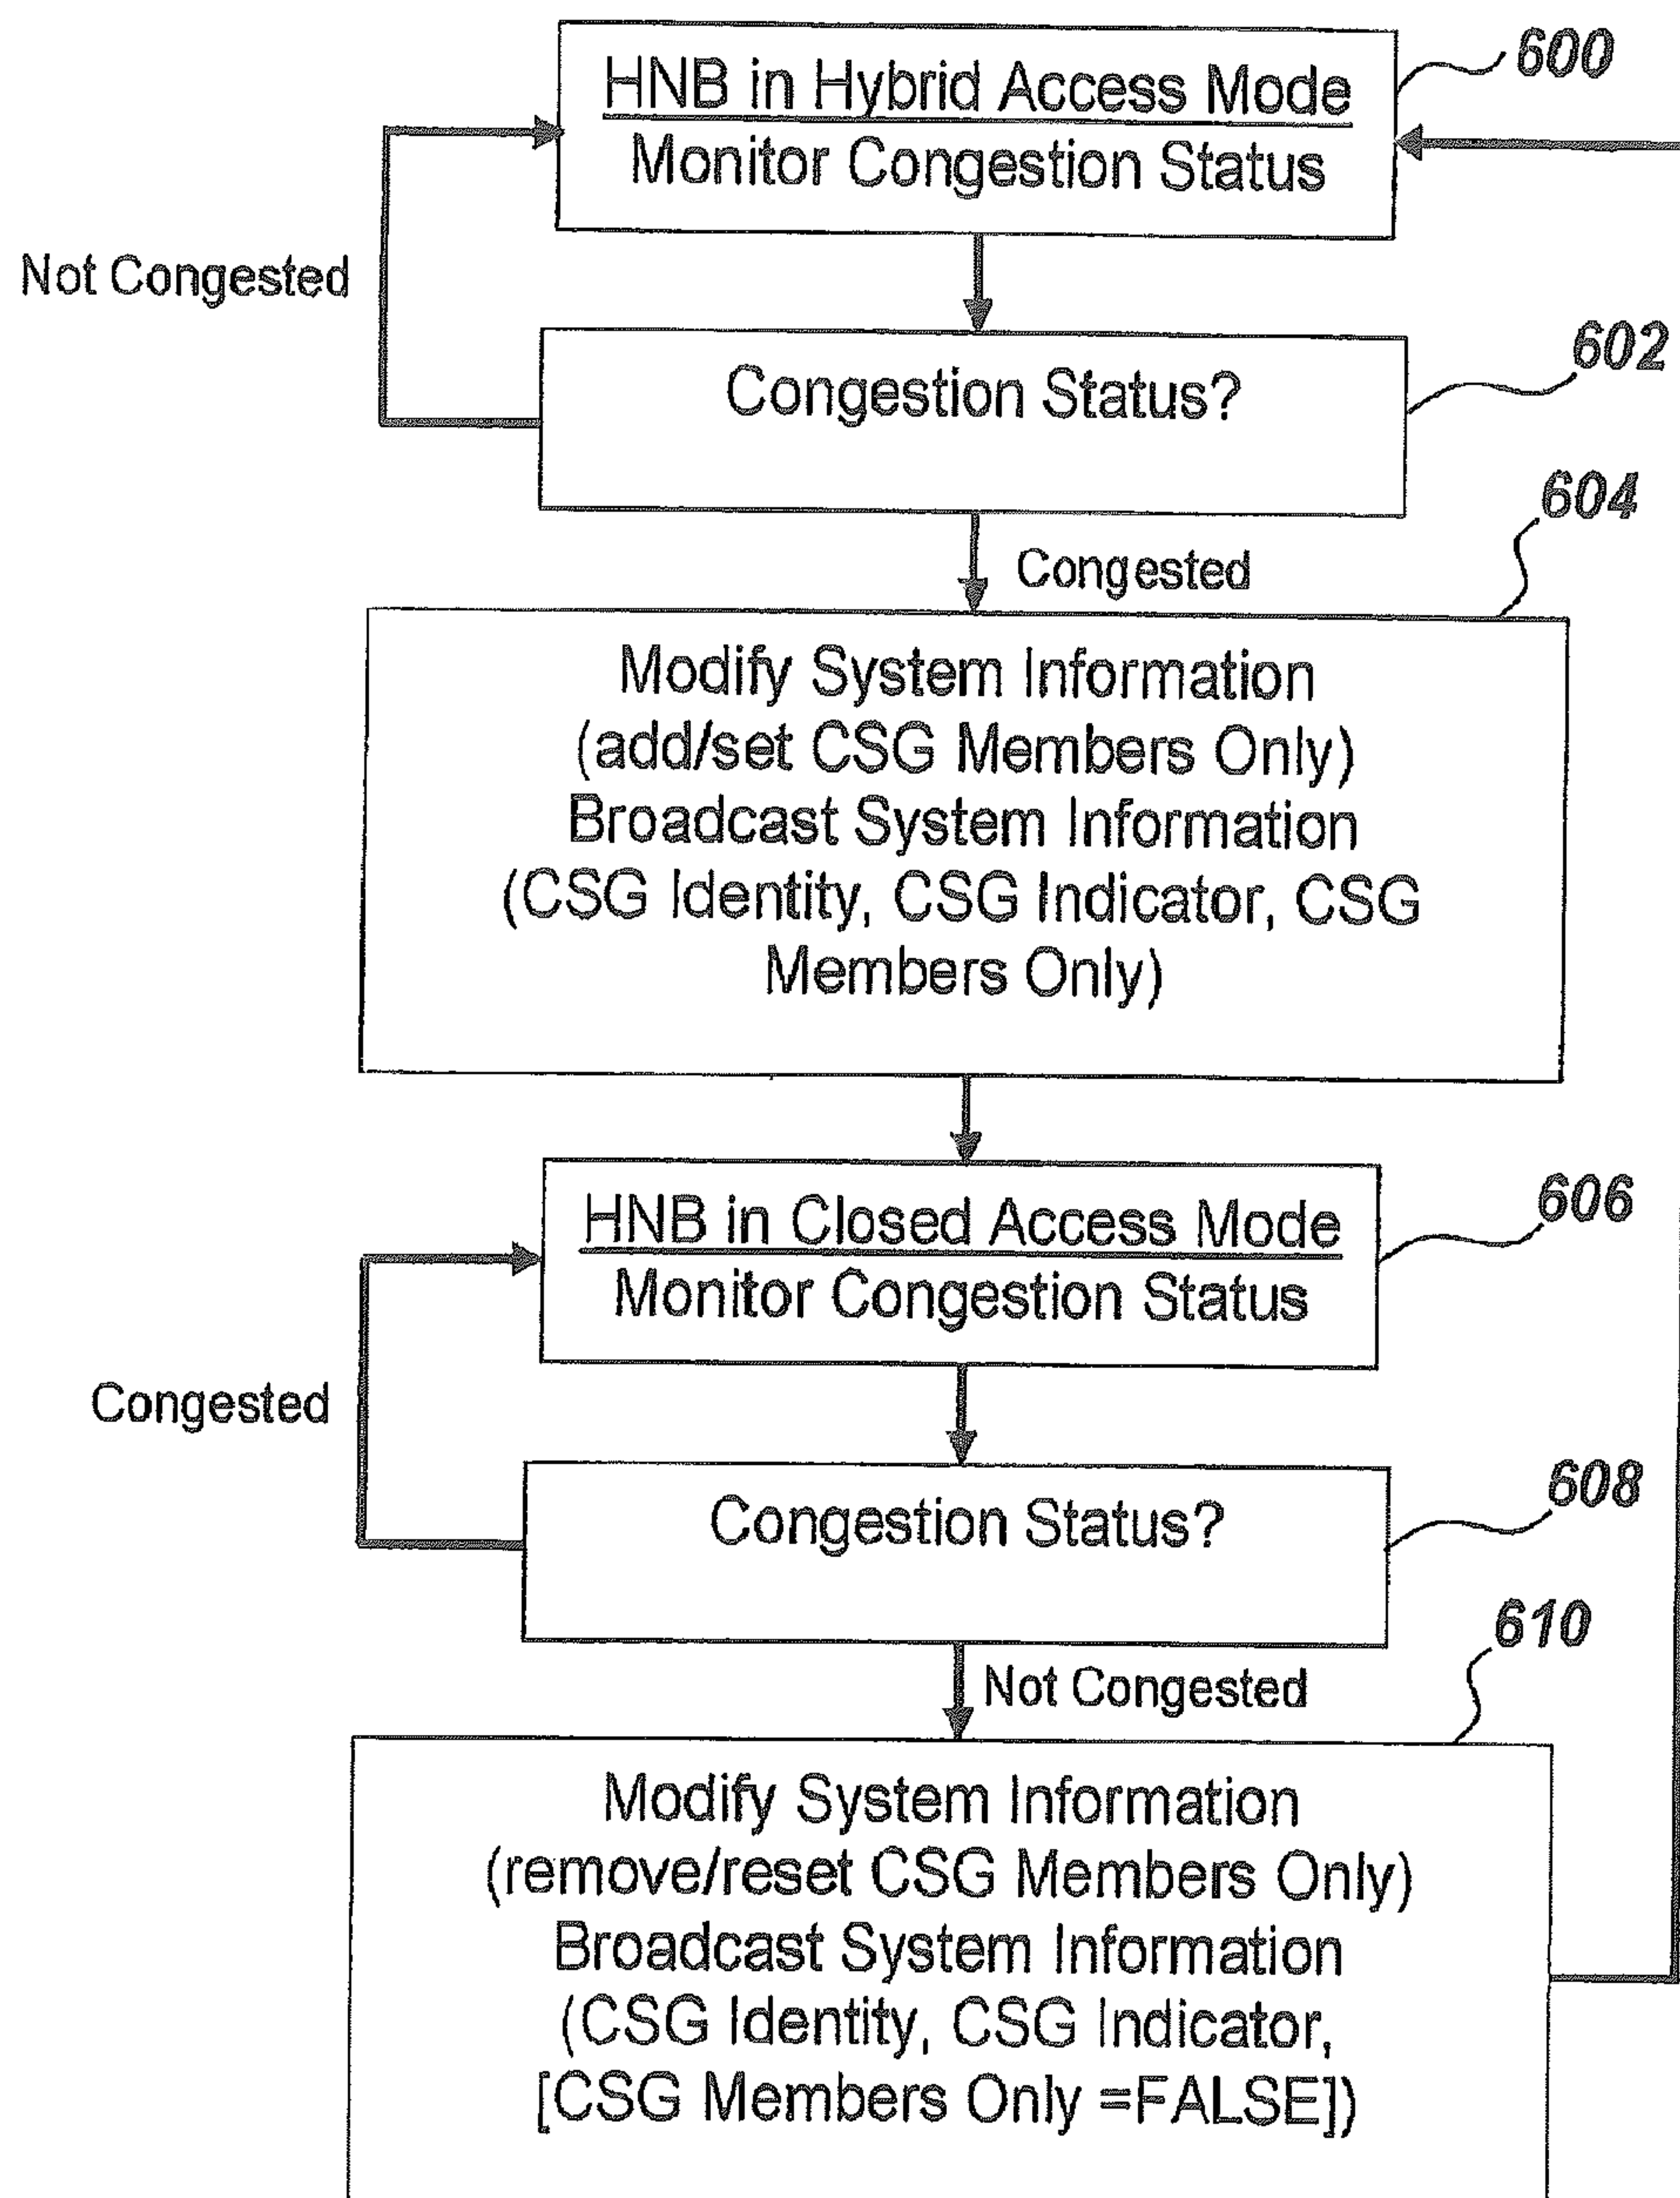 HNB in Hybrid Access Mode
Monitor Congestion Status
600
Not Congested
Congestion Status?
602
Congested
604
Modify System Information
(add/set CSG Members Only)
Broadcast System Information
(CSG Identity, CSG Indicator, CSG
Members Only)
HNB in Closed Access Mode
Monitor Congestion Status
606
Congested
Congestion Status?
608
Not Congested
610
Modify System Information
(remove/reset CSG Members Only)
Broadcast System Information
(CSG Identity, CSG Indicator,
[CSG Members Only =FALSE])